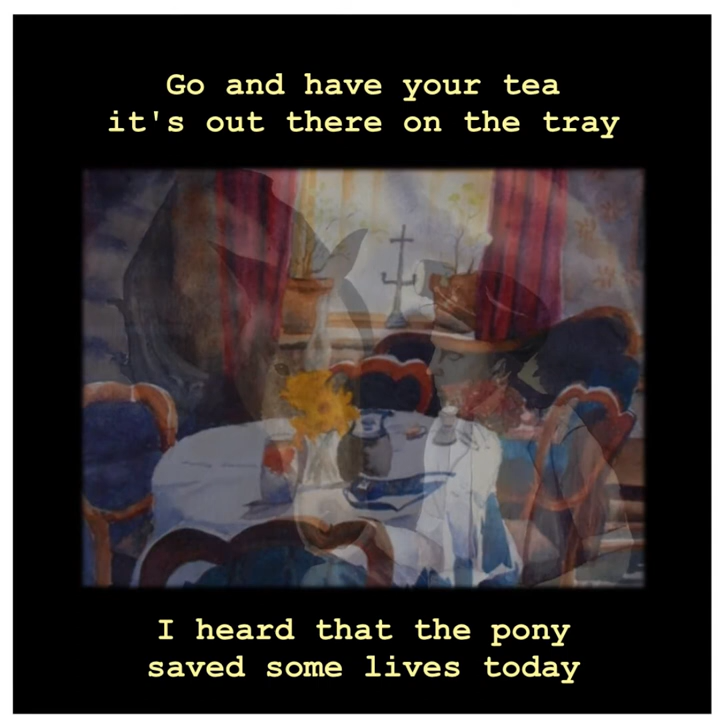 Go and have your tea
it's out there on the tray
I heard that the pony
saved some lives today